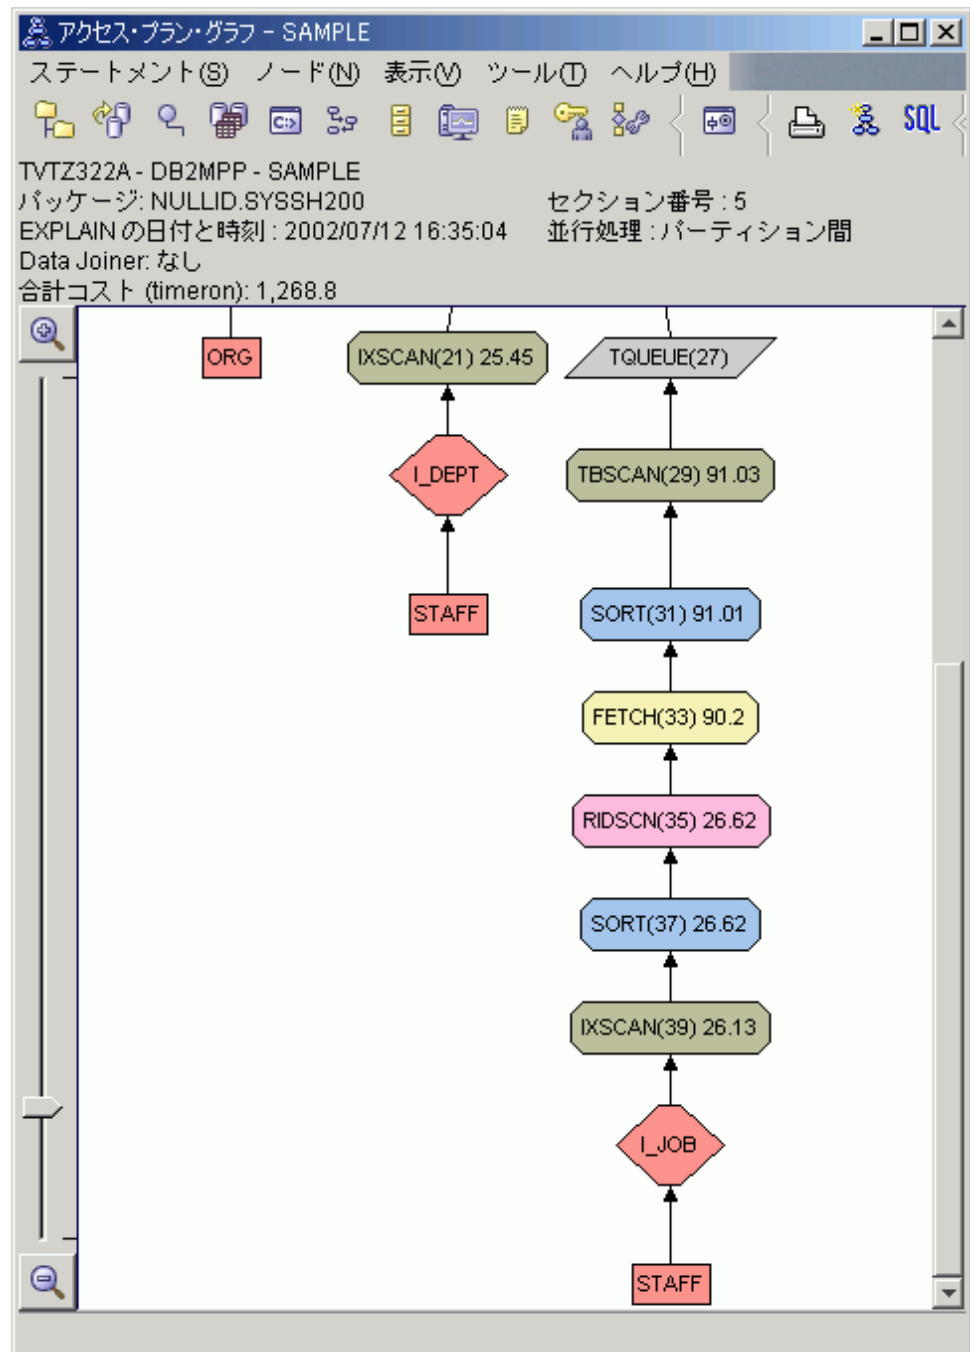 アクセス・プラン・グラフ - SAMPLE
ステートメント(S) ノード(N) 表示(V) ツール(T) ヘルプ(H)
SQL
TVTZ322A - DB2MPP - SAMPLE
パッケージ: NULLID.SYSSH200 セクション番号 : 5
EXPLAIN の日付と時刻 : 2002/07/12 16:35:04 並行処理 : パーティション間
Data Joiner: なし
合計コスト (timeron): 1,268.8
ORG IXSCAN(21) 25.45 TQUEUE(27)
I_DEPT TBSCAN(29) 91.03
STAFF SORT(31) 91.01
FETCH(33) 90.2
RIDSCN(35) 26.62
SORT(37) 26.62
IXSCAN(39) 26.13
I_JOB
STAFF